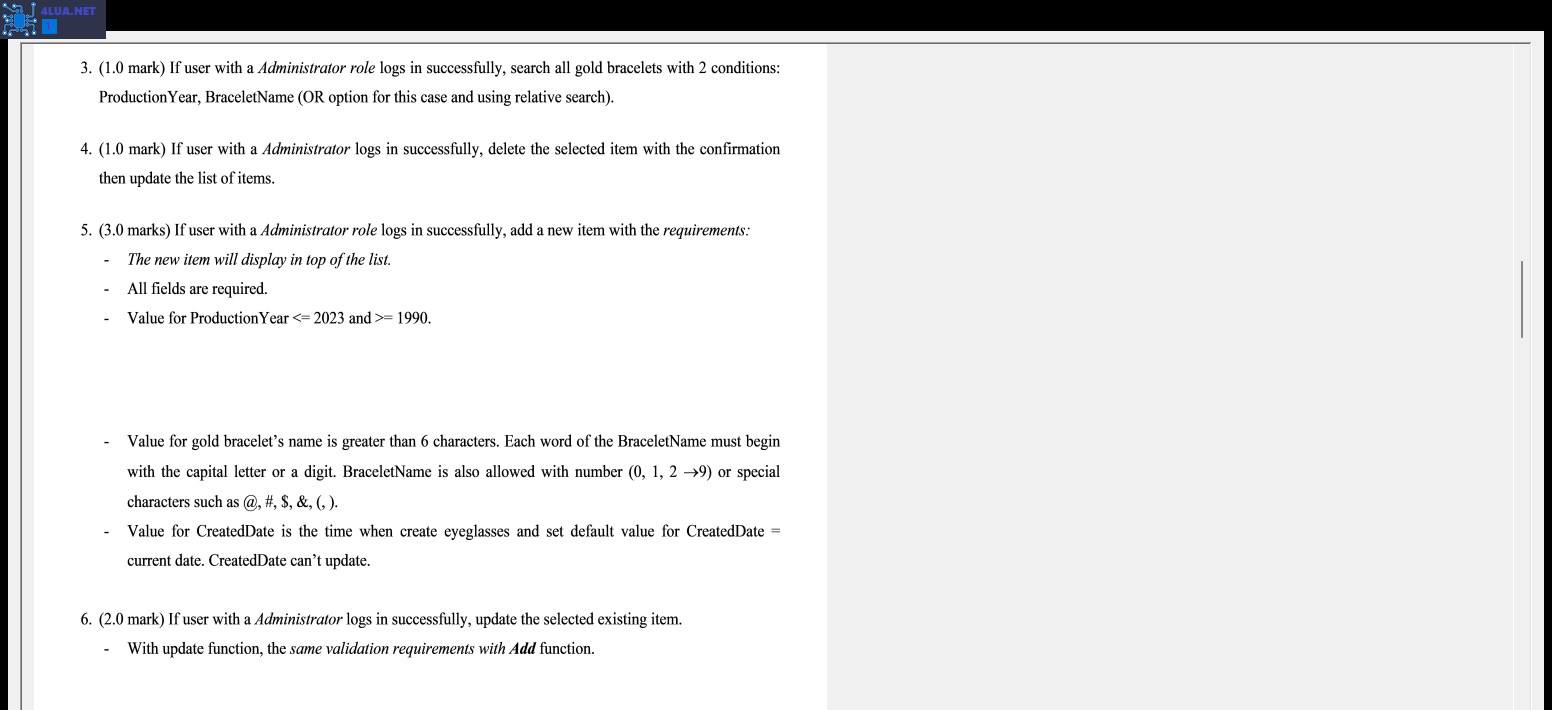 4LUA.NET
3. (1.0 mark) If user with a Administrator role logs in successfully, search all gold bracelets with 2 conditions:
ProductionYear, BraceletName (OR option for this case and using relative search).
4. (1.0 mark) If user with a Administrator logs in successfully, delete the selected item with the confirmation
then update the list of items.
5. (3.0 marks) If user with a Administrator role logs in successfully, add a new item with the requirements:
- The new item will display in top of the list.
- All fields are required.
- Value for ProductionYear <= 2023 and >= 1990.
- Value for gold bracelet’s name is greater than 6 characters. Each word of the BraceletName must begin
with the capital letter or a digit. BraceletName is also allowed with number (0, 1, 2 →9) or special
characters such as @, #, $, &, (, ).
- Value for CreatedDate is the time when create eyeglasses and set default value for CreatedDate =
current date. CreatedDate can’t update.
6. (2.0 mark) If user with a Administrator logs in successfully, update the selected existing item.
- With update function, the same validation requirements with Add function.